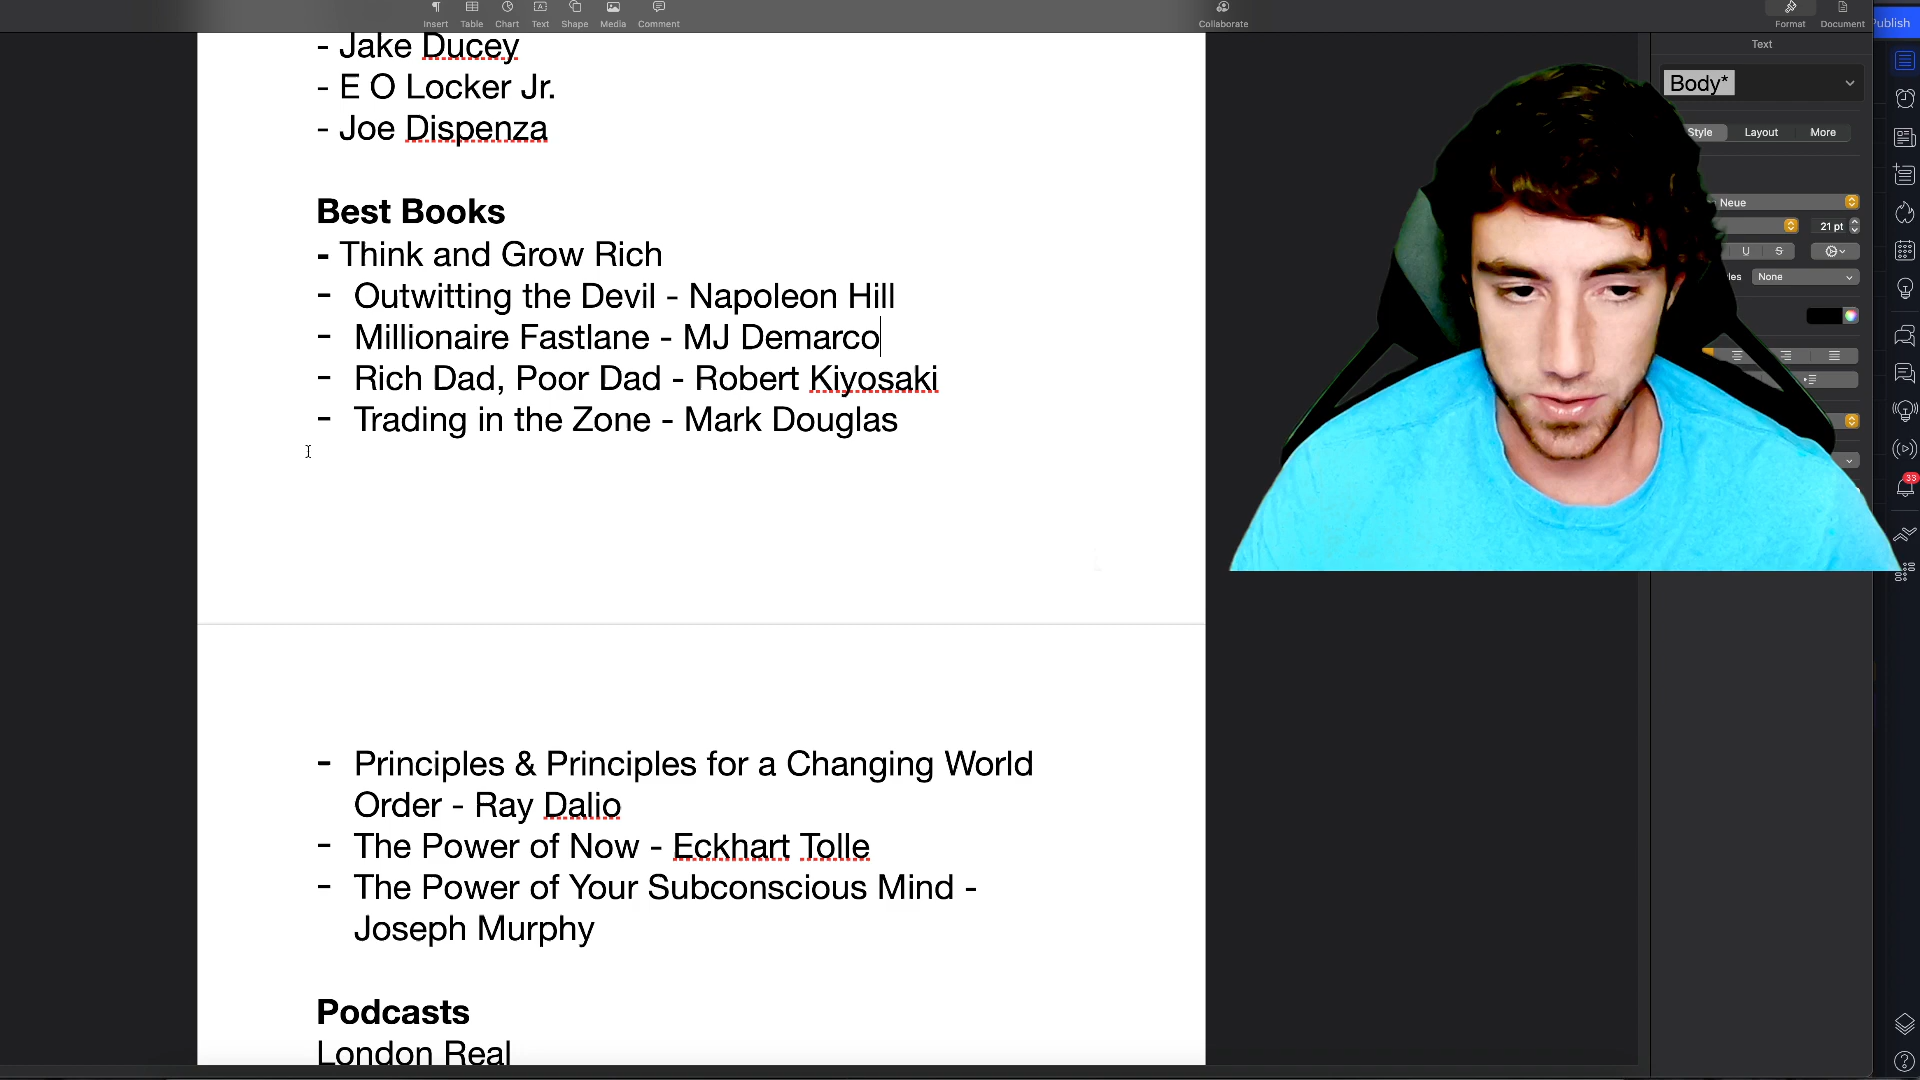 Insert Table Chart Text Shape Media Comment Collaborate Format Document ublish
Text
- Jake Ducey
Body*
- E O Locker Jr.
- Joe Dispenza
Style Layout More
Best Books
Neue
21 pt
- Think and Grow Rich
U S
les None
- Outwitting the Devil - Napoleon Hill
- Millionaire Fastlane - MJ Demarco
- Rich Dad, Poor Dad - Robert Kiyosaki
- Trading in the Zone - Mark Douglas
33
- Principles & Principles for a Changing World
Order - Ray Dalio
- The Power of Now - Eckhart Tolle
- The Power of Your Subconscious Mind -
Joseph Murphy
Podcasts
London Real